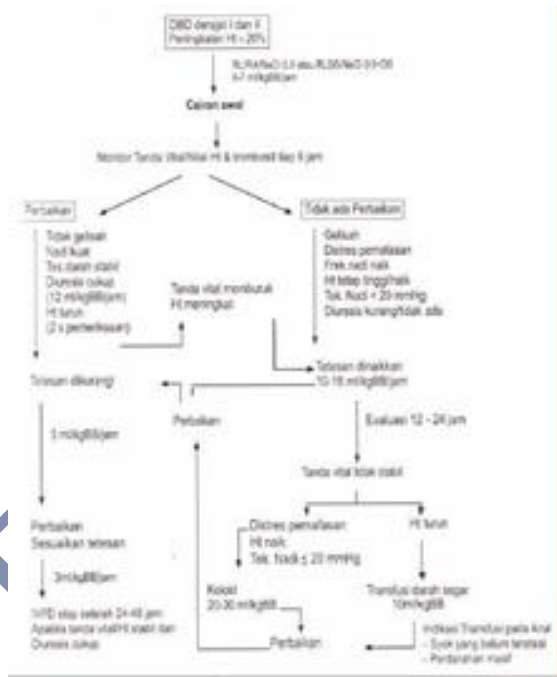 DBD derajat I dan II
Peningkatan Ht > 20%
6-7 ml/kgBB/jam
Cairan awal
Monitor Tanda Vital/Nilai Ht & trombosit tiap 6 jam
Perbaikan
Tidak gelisah
Nadi kuat
Tek darah stabil
Diuresis cukup
(12 ml/kgBB/jam)
Ht turun
(2 x pemeriksaan)
Tanda vital memburuk
Ht meningkat
Tidak ada Perbaikan
Gelisah
Distres pernafasan
Frek nadi naik
Ht tetap tinggi/naik
Tek. Nadi < 20 mmHg
Diuresis kurang/tidak ada
Tetesan dikurangi
Perbaikan
Tetesan dinaikkan
10-15 ml/kgBB/jam
5 ml/kgBB/jam
Evaluasi 12 - 24 jam
Tanda vital tidak stabil
Perbaikan
Sesuaikan tetesan
Distres pernafasan
Ht naik
Tek. Nadi ≤ 20 mmHg
Ht turun
3ml/kgBB/jam
Koloid
20-30 ml/kgBB
Transfusi darah segar
10ml/kgBB
IVFD stop setelah 24-48 jam
Apabila tanda vital/Ht stabil dan
Diuresis cukup
Perbaikan
Indikasi Transfusi pada Anak
- Syok yang belum teratasi
- Perdarahan masif